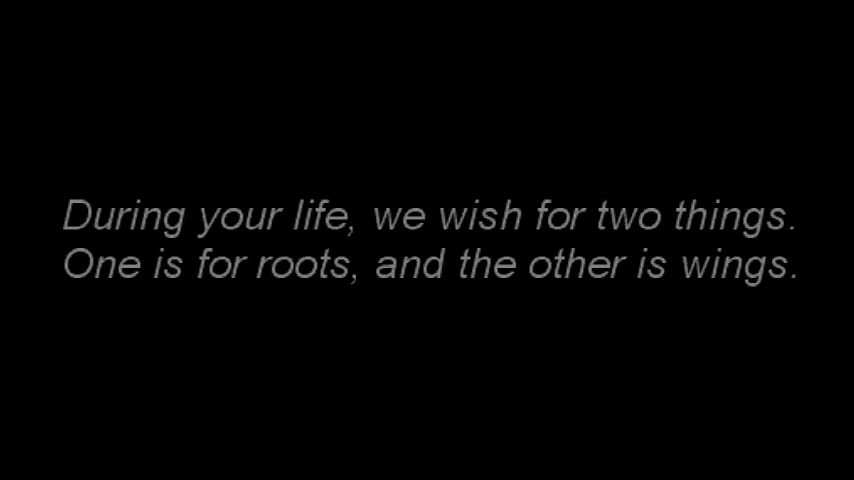 During your life, we wish for two things.
One is for roots, and the other is wings.